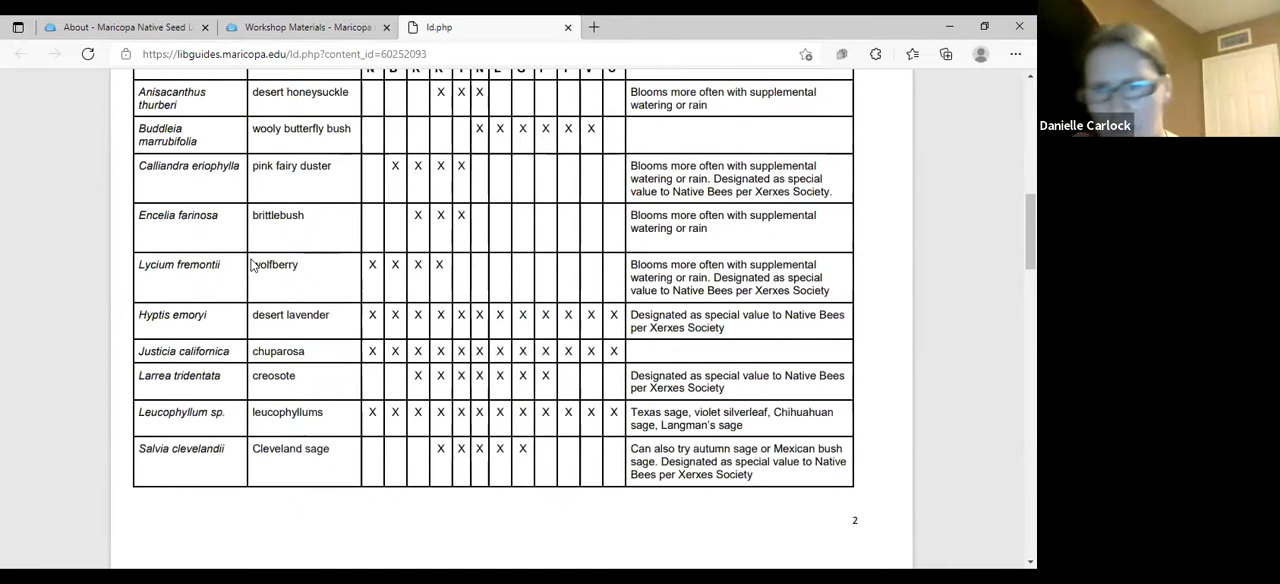 About - Maricopa Native Seed Li
Workshop Materials - Maricopa
ld.php
https://libguides.maricopa.edu/ld.php?content_id=60252093
Danielle Carlock
Anisacanthus thurberi desert honeysuckle X X X Blooms more often with supplemental watering or rain
Buddleia marrubifolia wooly butterfly bush X X X X X X
Calliandra eriophylla pink fairy duster X X X X Blooms more often with supplemental watering or rain. Designated as special value to Native Bees per Xerxes Society.
Encelia farinosa brittlebush X X X Blooms more often with supplemental watering or rain
Lycium fremontii wolfberry X X X X Blooms more often with supplemental watering or rain. Designated as special value to Native Bees per Xerxes Society
Hyptis emoryi desert lavender X X X X X X X X X X X X Designated as special value to Native Bees per Xerxes Society
Justicia californica chuparosa X X X X X X X X X X X X
Larrea tridentata creosote X X X X X X X Designated as special value to Native Bees per Xerxes Society
Leucophyllum sp. leucophyllums X X X X X X X X X X X X Texas sage, violet silverleaf, Chihuahuan sage, Langman's sage
Salvia clevelandii Cleveland sage X X X X X Can also try autumn sage or Mexican bush sage. Designated as special value to Native Bees per Xerxes Society
2